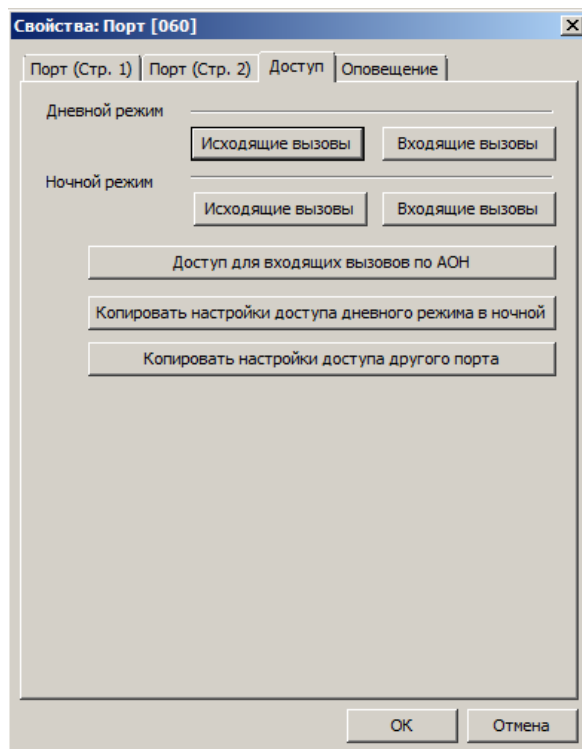 Свойства: Порт [060]
Порт (Стр. 1) Порт (Стр. 2) Доступ Оповещение
Дневной режим
Исходящие вызовы Входящие вызовы
Ночной режим
Исходящие вызовы Входящие вызовы
Доступ для входящих вызовов по АОН
Копировать настройки доступа дневного режима в ночной
Копировать настройки доступа другого порта
OK Отмена